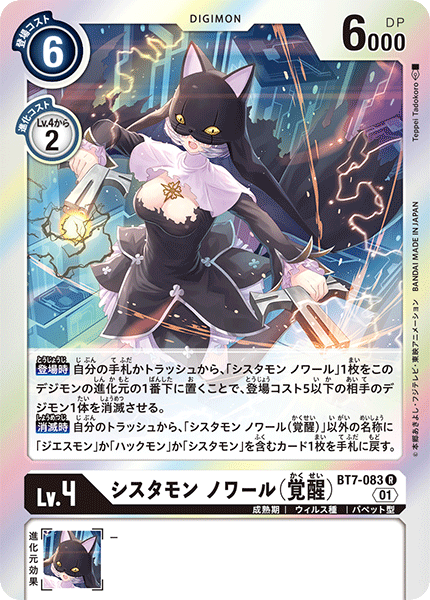 DIGIMON
登場コスト
6
DP
6000
進化コスト
Lv.4から
2
Teppei Tadokoro
©本郷あきよし・フジテレビ・東映アニメーション BANDAI MADE IN JAPAN
登場時 自分の手札かトラッシュから、「シスタモン ノワール」1枚をこの
デジモンの進化元の1番下に置くことで、登場コスト5以下の相手のデ
ジモン1体を消滅させる。
消滅時 自分のトラッシュから、「シスタモン ノワール(覚醒)」以外の名称に
「ジエスモン」か「ハックモン」か「シスタモン」を含むカード1枚を手札に戻す。
Lv.4
シスタモン ノワール(覚醒)
BT7-083 R
01
成熟期 | ウィルス種 | パペット型
進化元効果
–